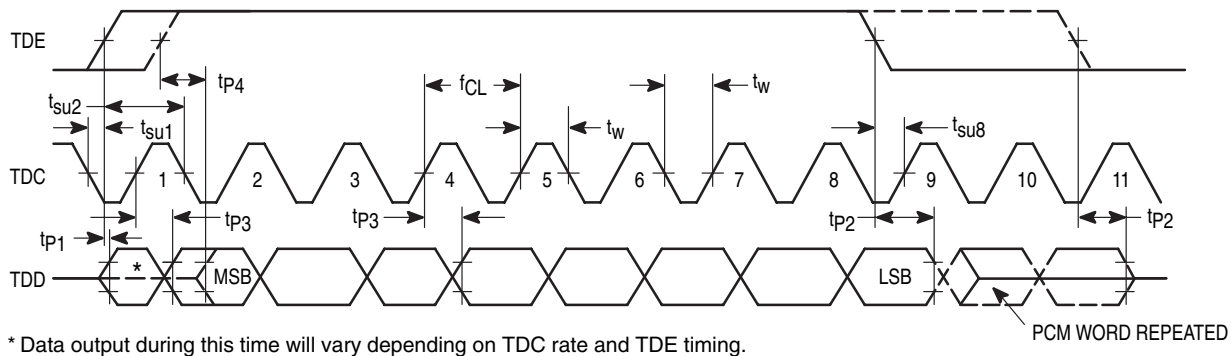 TDE
tP4
fCL
tw
tsu2
tsu1
tw
tsu8
TDC
1 2 3 4 5 6 7 8 9 10 11
tP1
tP3
tP3
tP2
tP2
TDD
*
MSB
LSB
PCM WORD REPEATED
* Data output during this time will vary depending on TDC rate and TDE timing.